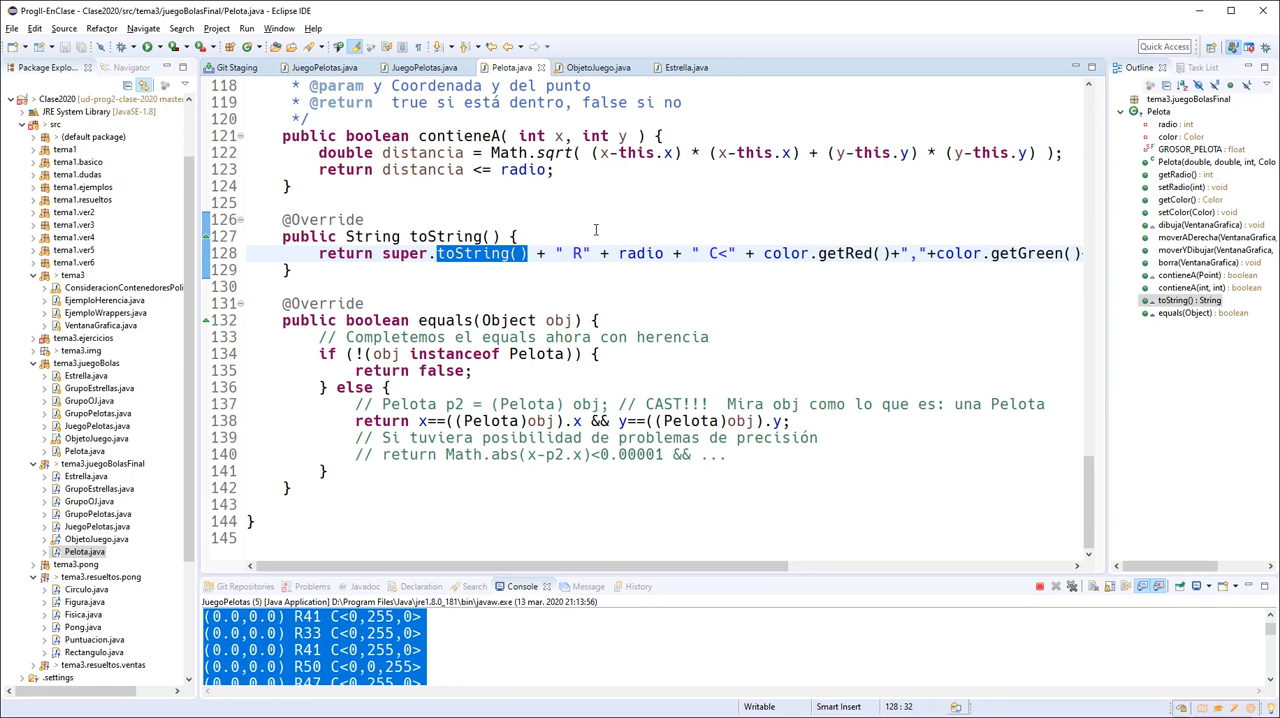 ProgII-EnClase - Clase2020/src/tema3/juegoBolasFinal/Pelota.java - Eclipse IDE
File Edit Source Refactor Navigate Search Project Run Window Help
Quick Access
Package Explo...
Navigator
Clase2020 [ud-prog2-clase-2020 master
JRE System Library [JavaSE-1.8]
src
(default package)
tema1
tema1.basico
tema1.dudas
tema1.ejemplos
tema1.resueltos
tema1.ver2
tema1.ver3
tema1.ver4
tema1.ver5
tema1.ver6
tema3
ConsideracionContenedoresPoli
EjemploHerencia.java
EjemploWrappers.java
VentanaGrafica.java
tema3.ejercicios
tema3.img
tema3.juegoBolas
Estrella.java
GrupoEstrellas.java
GrupoOJ.java
GrupoPelotas.java
JuegoPelotas.java
ObjetoJuego.java
Pelota.java
tema3.juegoBolasFinal
Estrella.java
GrupoEstrellas.java
GrupoOJ.java
GrupoPelotas.java
JuegoPelotas.java
ObjetoJuego.java
Pelota.java
tema3.pong
tema3.resueltos.pong
Circulo.java
Figura.java
Fisica.java
Pong.java
Puntuacion.java
Rectangulo.java
tema3.resueltos.ventas
.settings
Git Staging JuegoPelotas.java JuegoPelotas.java Pelota.java ObjetoJuego.java Estrella.java
118 * @param y Coordenada y del punto
119 * @return true si está dentro, false si no
120 */
121 public boolean contieneA( int x, int y ) {
122 double distancia = Math.sqrt( (x-this.x) * (x-this.x) + (y-this.y) * (y-this.y) );
123 return distancia <= radio;
124 }
125
126 @Override
127 public String toString() {
128 return super.toString() + " R" + radio + " C<" + color.getRed()+","+color.getGreen()+
129 }
130
131 @Override
132 public boolean equals(Object obj) {
133 // Completemos el equals ahora con herencia
134 if (!(obj instanceof Pelota)) {
135 return false;
136 } else {
137 // Pelota p2 = (Pelota) obj; // CAST!!! Mira obj como lo que es: una Pelota
138 return x==((Pelota)obj).x && y==((Pelota)obj).y;
139 // Si tuviera posibilidad de problemas de precisión
140 // return Math.abs(x-p2.x)<0.00001 && ...
141 }
142 }
143
144 }
145
Git Repositories Problems Javadoc Declaration Search Console Message History
JuegoPelotas (5) [Java Application] D:\Program Files\Java\jre1.8.0_181\bin\javaw.exe (13 mar. 2020 21:13:56)
(0.0,0.0) R41 C<0,255,0>
(0.0,0.0) R33 C<0,255,0>
(0.0,0.0) R41 C<0,255,0>
(0.0,0.0) R50 C<0,0,255>
(0.0,0.0) R47 C<0,255,0>
Outline Task List
tema3.juegoBolasFinal
Pelota
radio : int
color : Color
GROSOR_PELOTA : float
Pelota(double, double, int, Colo
getRadio() : int
setRadio(int) : void
getColor() : Color
setColor(Color) : void
dibuja(VentanaGrafica) : void
moverADerecha(VentanaGrafica
moverYDibujar(VentanaGrafica)
borra(VentanaGrafica) : void
contieneA(Point) : boolean
contieneA(int, int) : boolean
toString() : String
equals(Object) : boolean
Writable Smart Insert 128 : 32